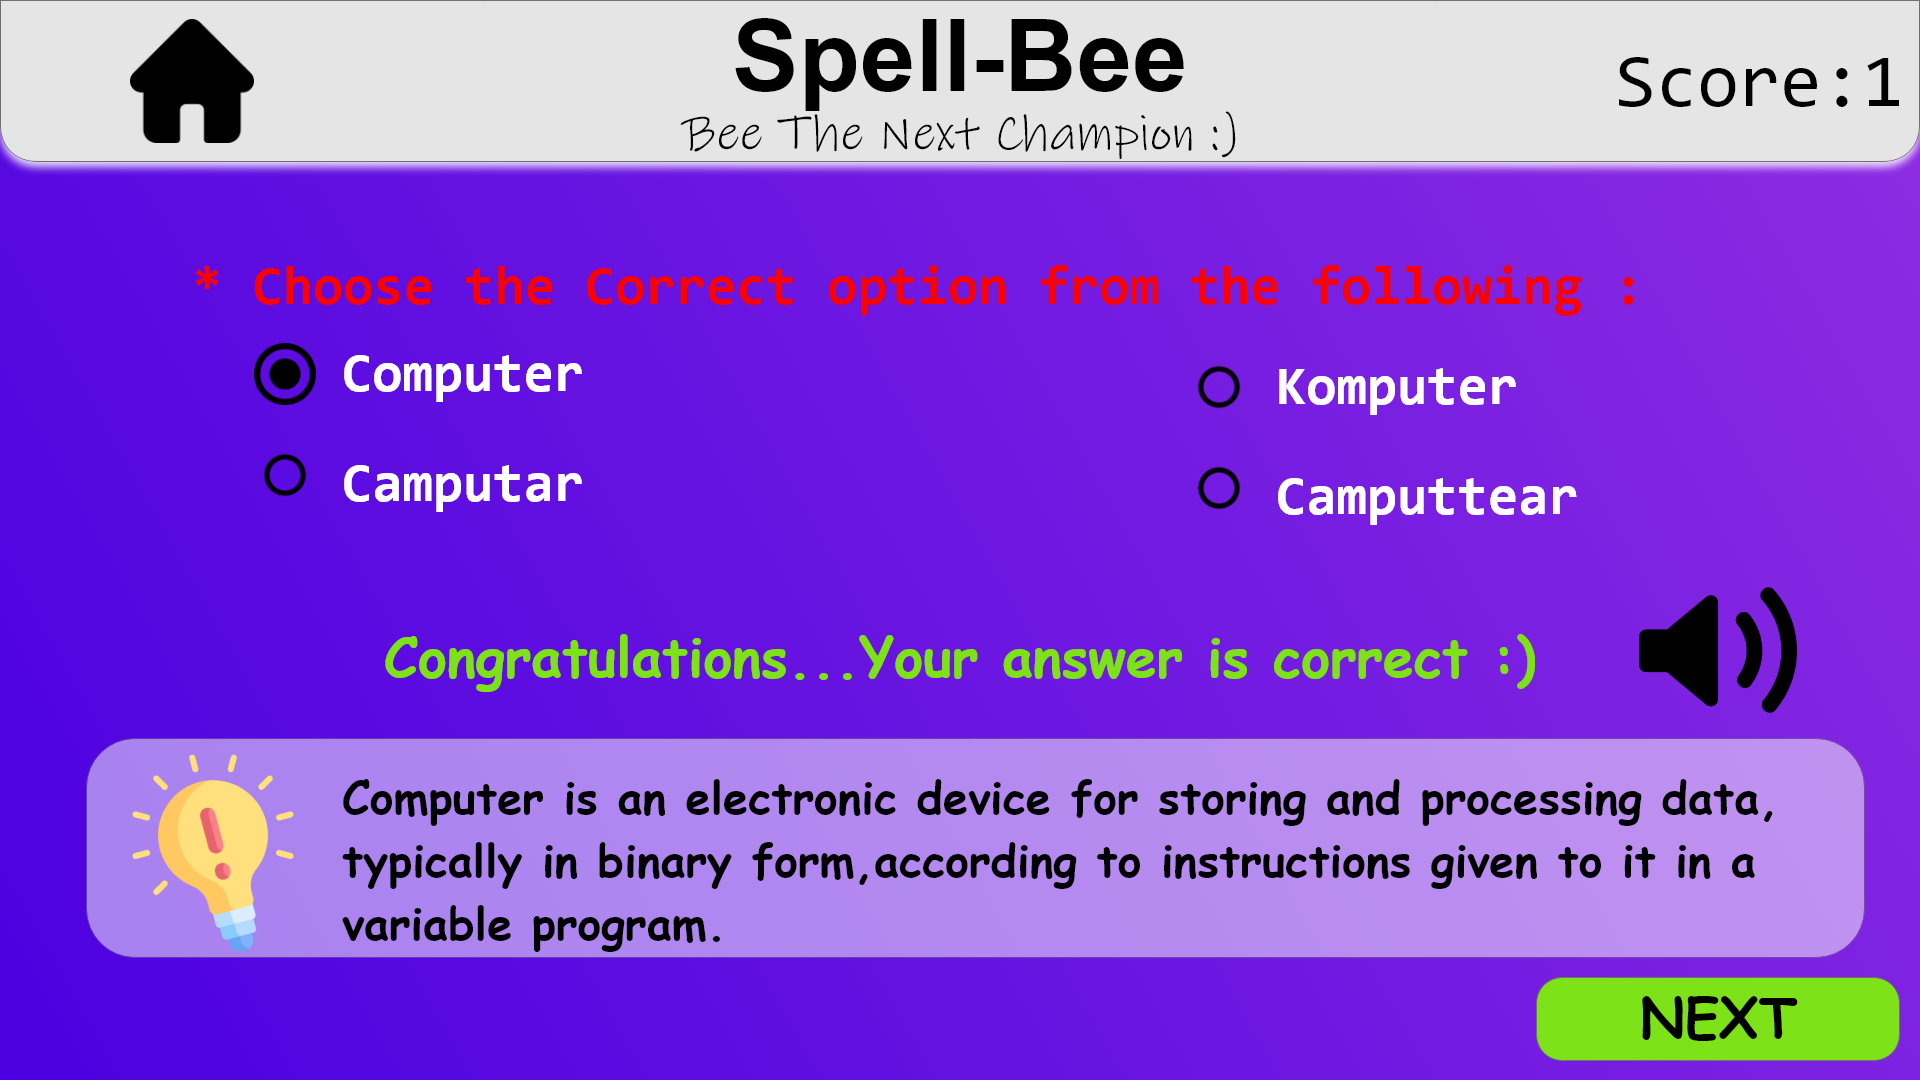 Spell-Bee
Bee The Next Champion :)
Score:1
* Choose the Correct option from the following :
Computer
Komputer
Camputar
Camputtear
Congratulations...Your answer is correct :)
Computer is an electronic device for storing and processing data,
typically in binary form,according to instructions given to it in a
variable program.
NEXT